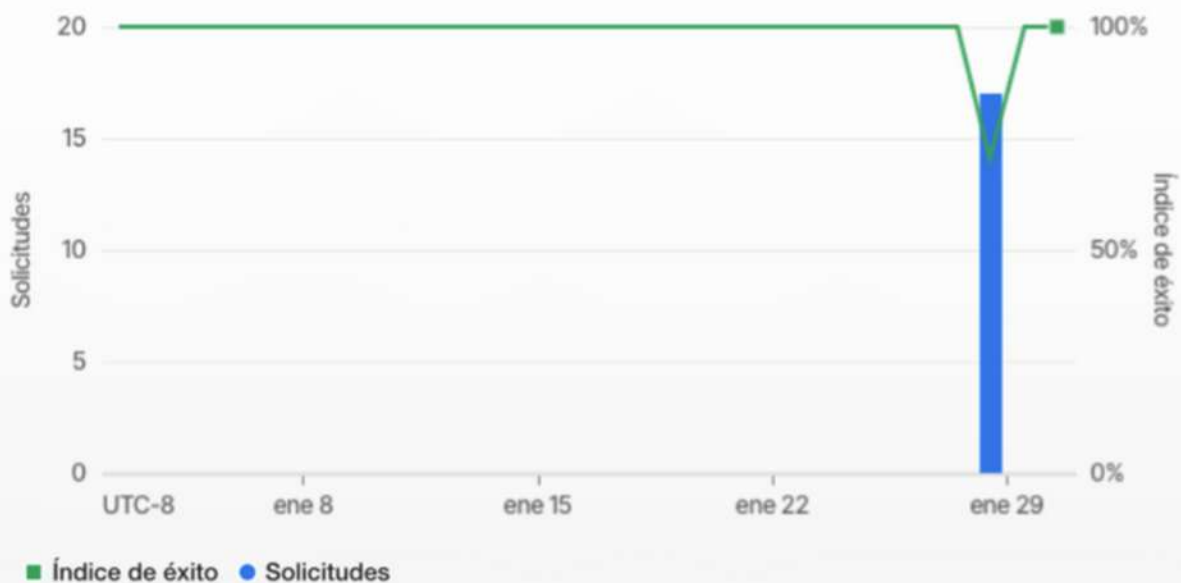 20
100%
15
10
50%
5
0
0%
Solicitudes
Índice de éxito
UTC-8
ene 8
ene 15
ene 22
ene 29
Índice de éxito
Solicitudes